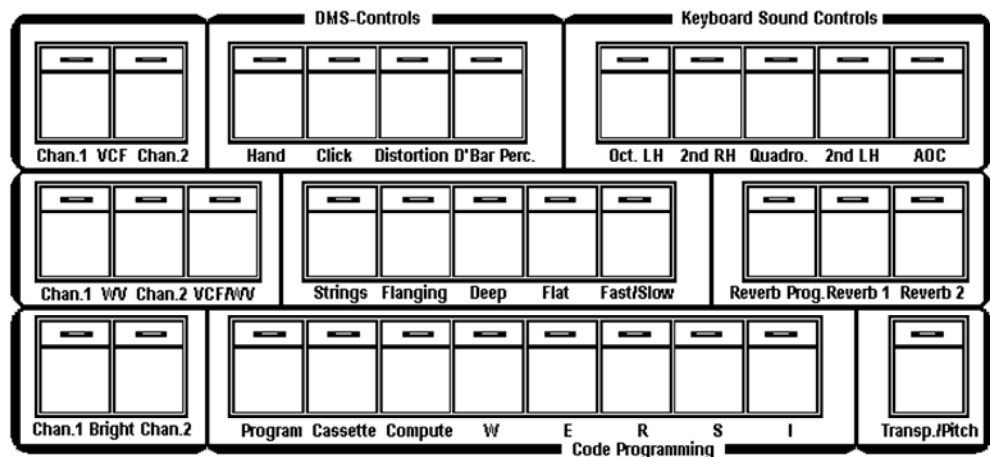 DMS-Controls Keyboard Sound Controls
Chan.1 VCF Chan.2 Hand Click Distortion D'Bar Perc. Oct. LH 2nd RH Quadro. 2nd LH AOC
Chan.1 WV Chan.2 VCF/WV Strings Flanging Deep Flat Fast/Slow Reverb Prog. Reverb 1 Reverb 2
Chan.1 Bright Chan.2 Program Cassette Compute W E R S I Transp./Pitch
Code Programming